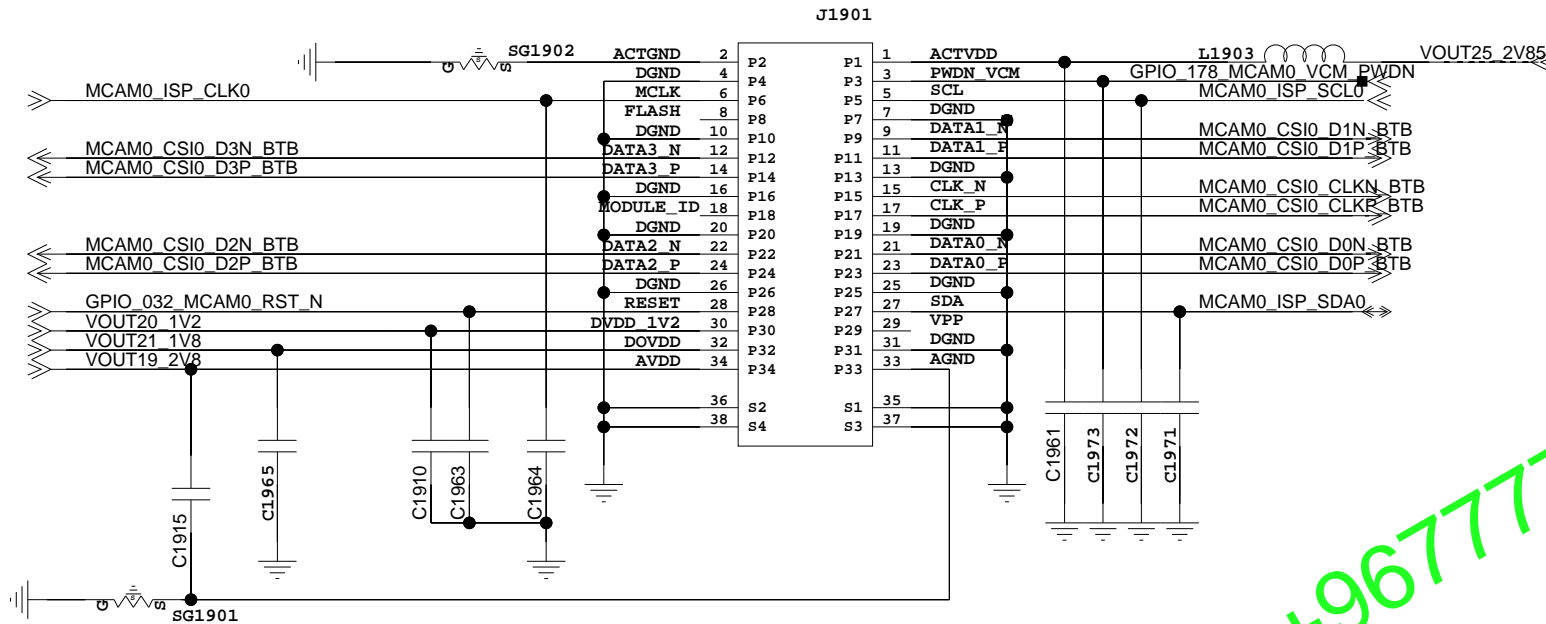 J1901
SG1902 ACTGND 2 P2 P1 1 ACTVDD L1903 VOUT25_2V85
G S
DGND 4 P4 P3 3 PWDN_VCM GPIO_178_MCAM0_VCM_PWDN
MCAM0_ISP_CLK0 MCLK 6 P6 P5 5 SCL MCAM0_ISP_SCL0
FLASH 8 P8 P7 7 DGND
DGND 10 P10 P9 9 DATA1_N MCAM0_CSI0_D1N_BTB
MCAM0_CSI0_D3N_BTB DATA3_N 12 P12 P11 11 DATA1_P MCAM0_CSI0_D1P_BTB
MCAM0_CSI0_D3P_BTB DATA3_P 14 P14 P13 13 DGND
DGND 16 P16 P15 15 CLK_N MCAM0_CSI0_CLKN_BTB
MODULE_ID 18 P18 P17 17 CLK_P MCAM0_CSI0_CLKP_BTB
DGND 20 P20 P19 19 DGND
MCAM0_CSI0_D2N_BTB DATA2_N 22 P22 P21 21 DATA0_N MCAM0_CSI0_D0N_BTB
MCAM0_CSI0_D2P_BTB DATA2_P 24 P24 P23 23 DATA0_P MCAM0_CSI0_D0P_BTB
DGND 26 P26 P25 25 DGND
GPIO_032_MCAM0_RST_N RESET 28 P28 P27 27 SDA MCAM0_ISP_SDA0
VOUT20_1V2 DVDD_1V2 30 P30 P29 29 VPP
VOUT21_1V8 DOVDD 32 P32 P31 31 DGND
VOUT19_2V8 AVDD 34 P34 P33 33 AGND
36 S2 S1 35
38 S4 S3 37
C1915 C1965 C1910 C1963 C1964 C1961 C1973 C1972 C1971
G S
SG1901
96777